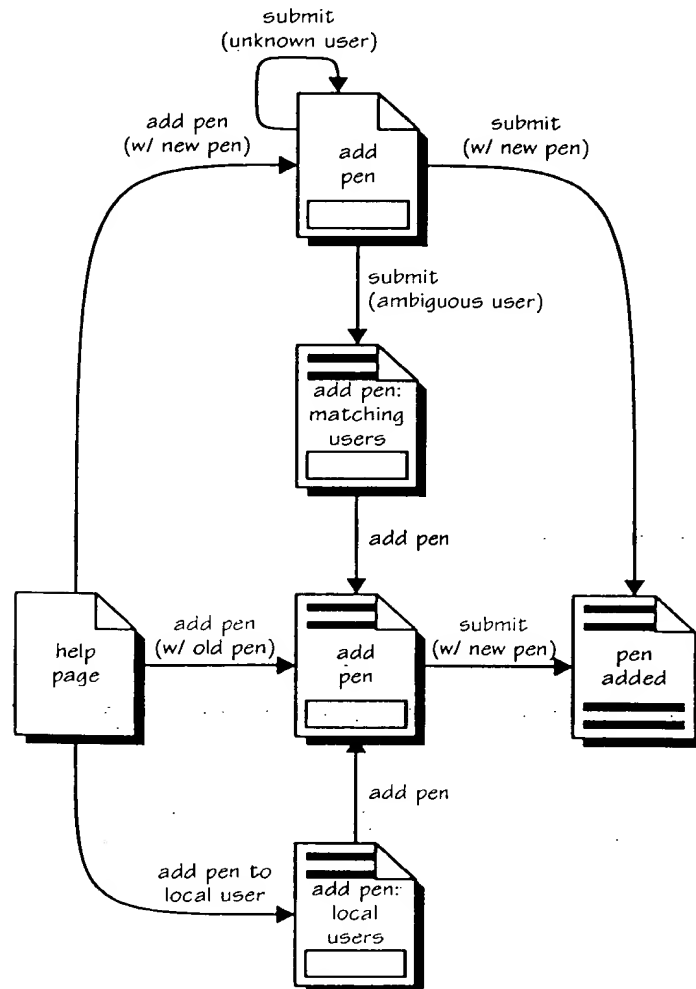 submit
(unknown user)
add pen
(w/ new pen)
add
pen
submit
(w/ new pen)
submit
(ambiguous user)
add pen:
matching
users
add pen
help
page
add pen
(w/ old pen)
add
pen
submit
(w/ new pen)
pen
added
add pen
add pen to
local user
add pen:
local
users